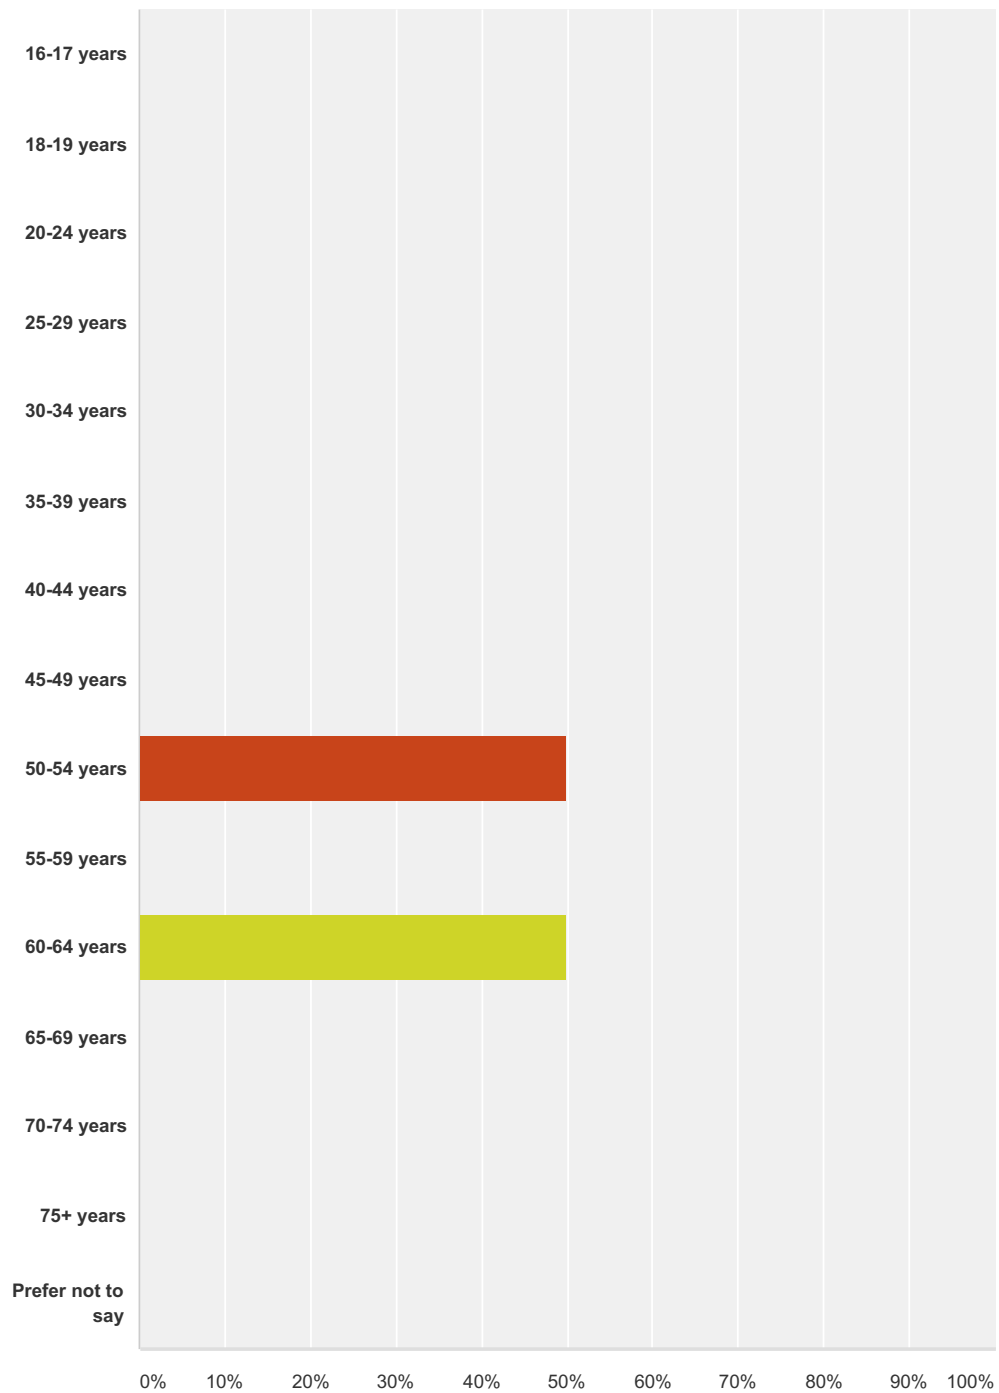 16-17 years
18-19 years
20-24 years
25-29 years
30-34 years
35-39 years
40-44 years
45-49 years
50-54 years
55-59 years
60-64 years
65-69 years
70-74 years
75+ years
Prefer not to
say
0% 10% 20% 30% 40% 50% 60% 70% 80% 90% 100%